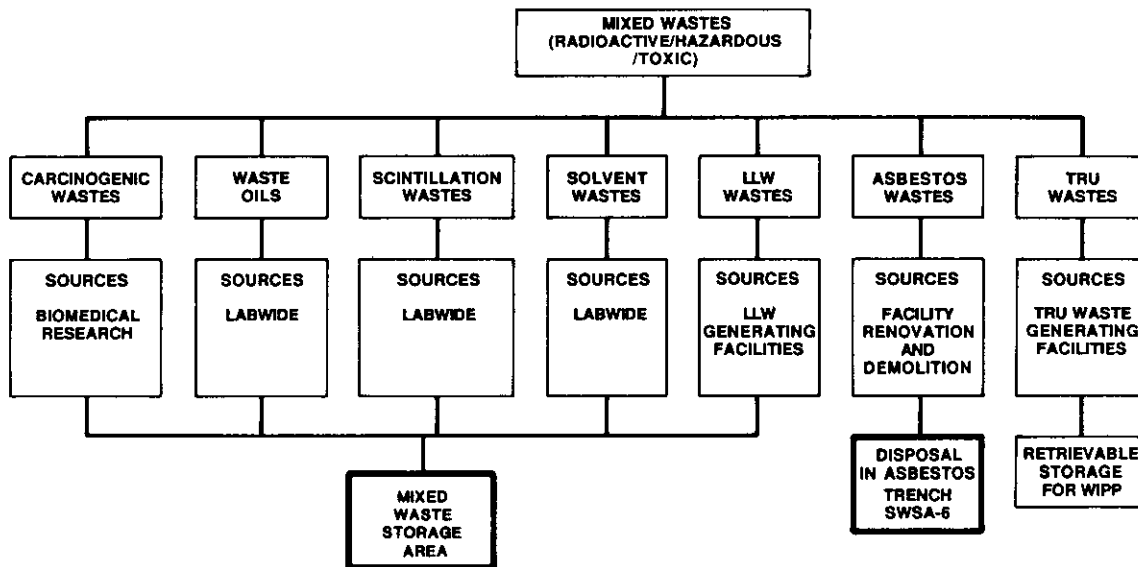 MIXED WASTES
(RADIOACTIVE/HAZARDOUS
/TOXIC)
CARCINOGENIC
WASTES
WASTE
OILS
SCINTILLATION
WASTES
SOLVENT
WASTES
LLW
WASTES
ASBESTOS
WASTES
TRU
WASTES
SOURCES
BIOMEDICAL
RESEARCH
SOURCES
LABWIDE
SOURCES
LABWIDE
SOURCES
LABWIDE
SOURCES
LLW
GENERATING
FACILITIES
SOURCES
FACILITY
RENOVATION
AND
DEMOLITION
SOURCES
TRU WASTE
GENERATING
FACILITIES
MIXED
WASTE
STORAGE
AREA
DISPOSAL
IN ASBESTOS
TRENCH
SWSA-6
RETRIEVABLE
STORAGE
FOR WIPP